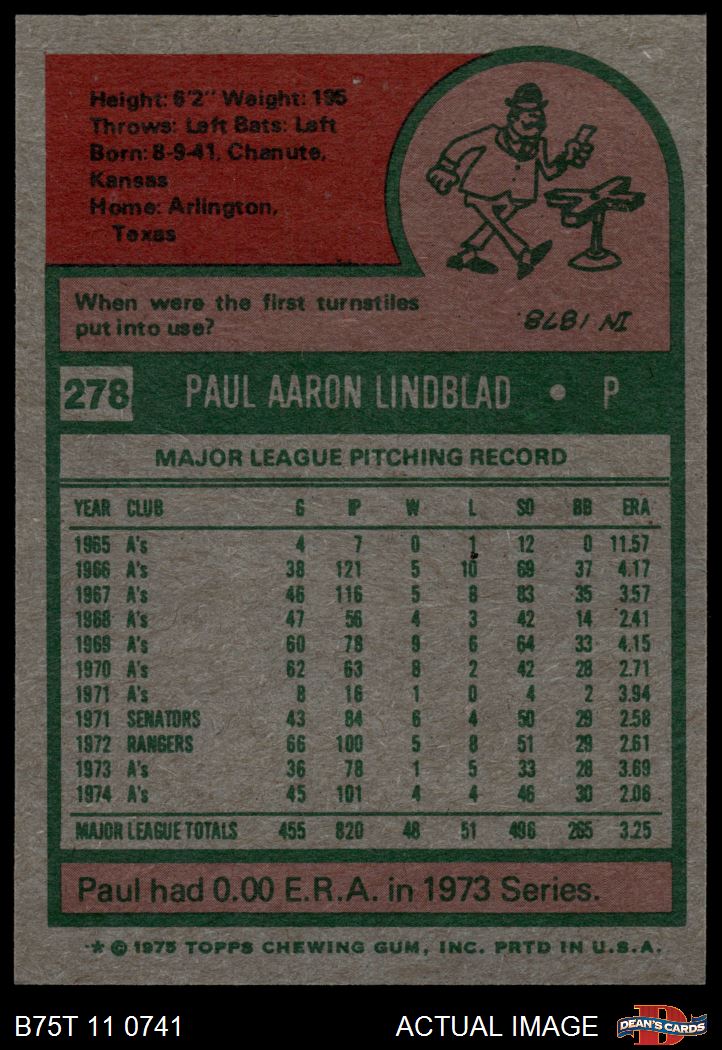 Height: 6'2" Weight: 195
Throws: Left Bats: Left
Born: 8-9-41, Chanute,
Kansas
Home: Arlington,
Texas
When were the first turnstiles
put into use?
IN 1878.
278 PAUL AARON LINDBLAD • P
MAJOR LEAGUE PITCHING RECORD
YEAR CLUB G IP W L SO BB ERA
1965 A's 4 7 0 1 12 0 11.57
1966 A's 38 121 5 10 69 37 4.17
1967 A's 46 116 5 8 83 35 3.57
1968 A's 47 56 4 3 42 14 2.41
1969 A's 60 78 9 6 64 33 4.15
1970 A's 62 63 8 2 42 28 2.71
1971 A's 8 16 1 0 4 2 3.94
1971 SENATORS 43 84 6 4 50 29 2.58
1972 RANGERS 66 100 5 8 51 29 2.61
1973 A's 36 78 1 5 33 28 3.69
1974 A's 45 101 4 4 46 30 2.06
MAJOR LEAGUE TOTALS 455 820 48 51 496 265 3.25
Paul had 0.00 E.R.A. in 1973 Series.
* © 1975 TOPPS CHEWING GUM, INC. PRTD IN U.S.A.
B75T 11 0741 ACTUAL IMAGE
D
DEAN'S CARDS